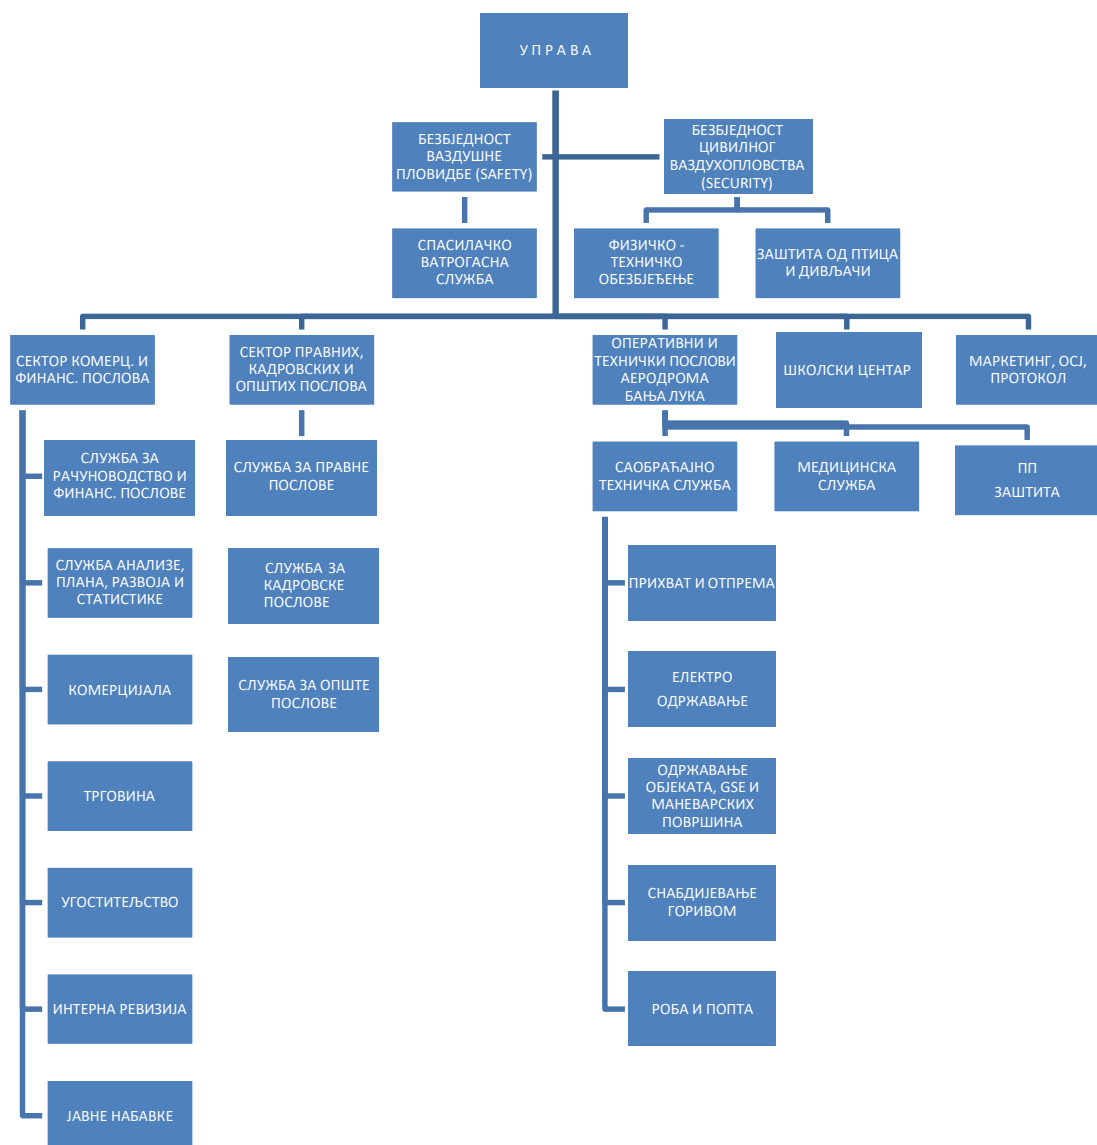 У П Р А В А
БЕЗБЈЕДНОСТ
ВАЗДУШНЕ
ПЛОВИДБЕ (SAFETY)
БЕЗБЈЕДНОСТ
ЦИВИЛНОГ
ВАЗДУХОПЛОВСТВА
(SECURITY)
СПАСИЛАЧКО
ВАТРОГАСНА
СЛУЖБА
ФИЗИЧКО -
ТЕХНИЧКО
ОБЕЗБЈЕЂЕЊЕ
ЗАШТИТА ОД ПТИЦА
И ДИВЉАЧИ
СЕКТОР КОМЕРЦ. И
ФИНАНС. ПОСЛОВА
СЕКТОР ПРАВНИХ,
КАДРОВСКИХ И
ОПШТИХ ПОСЛОВА
ОПЕРАТИВНИ И
ТЕХНИЧКИ ПОСЛОВИ
АЕРОДРОМА
БАЊА ЛУКА
ШКОЛСКИ ЦЕНТАР
МАРКЕТИНГ, ОСЈ,
ПРОТОКОЛ
СЛУЖБА ЗА
РАЧУНОВОДСТВО И
ФИНАНС. ПОСЛОВЕ
СЛУЖБА ЗА ПРАВНЕ
ПОСЛОВЕ
САОБРАЋАЈНО
ТЕХНИЧКА СЛУЖБА
МЕДИЦИНСКА
СЛУЖБА
ПП
ЗАШТИТА
СЛУЖБА АНАЛИЗЕ,
ПЛАНА, РАЗВОЈА И
СТАТИСТИКЕ
СЛУЖБА ЗА
КАДРОВСКЕ
ПОСЛОВЕ
ПРИХВАТ И ОТПРЕМА
КОМЕРЦИЈАЛА
СЛУЖБА ЗА ОПШТЕ
ПОСЛОВЕ
ЕЛЕКТРО
ОДРЖАВАЊЕ
ТРГОВИНА
ОДРЖАВАЊЕ
ОБЈЕКАТА, GSE И
МАНЕВАРСКИХ
ПОВРШИНА
УГОСТИТЕЉСТВО
СНАБДИЈЕВАЊЕ
ГОРИВОМ
ИНТЕРНА РЕВИЗИЈА
РОБА И ПОПТА
ЈАВНЕ НАБАВКЕ